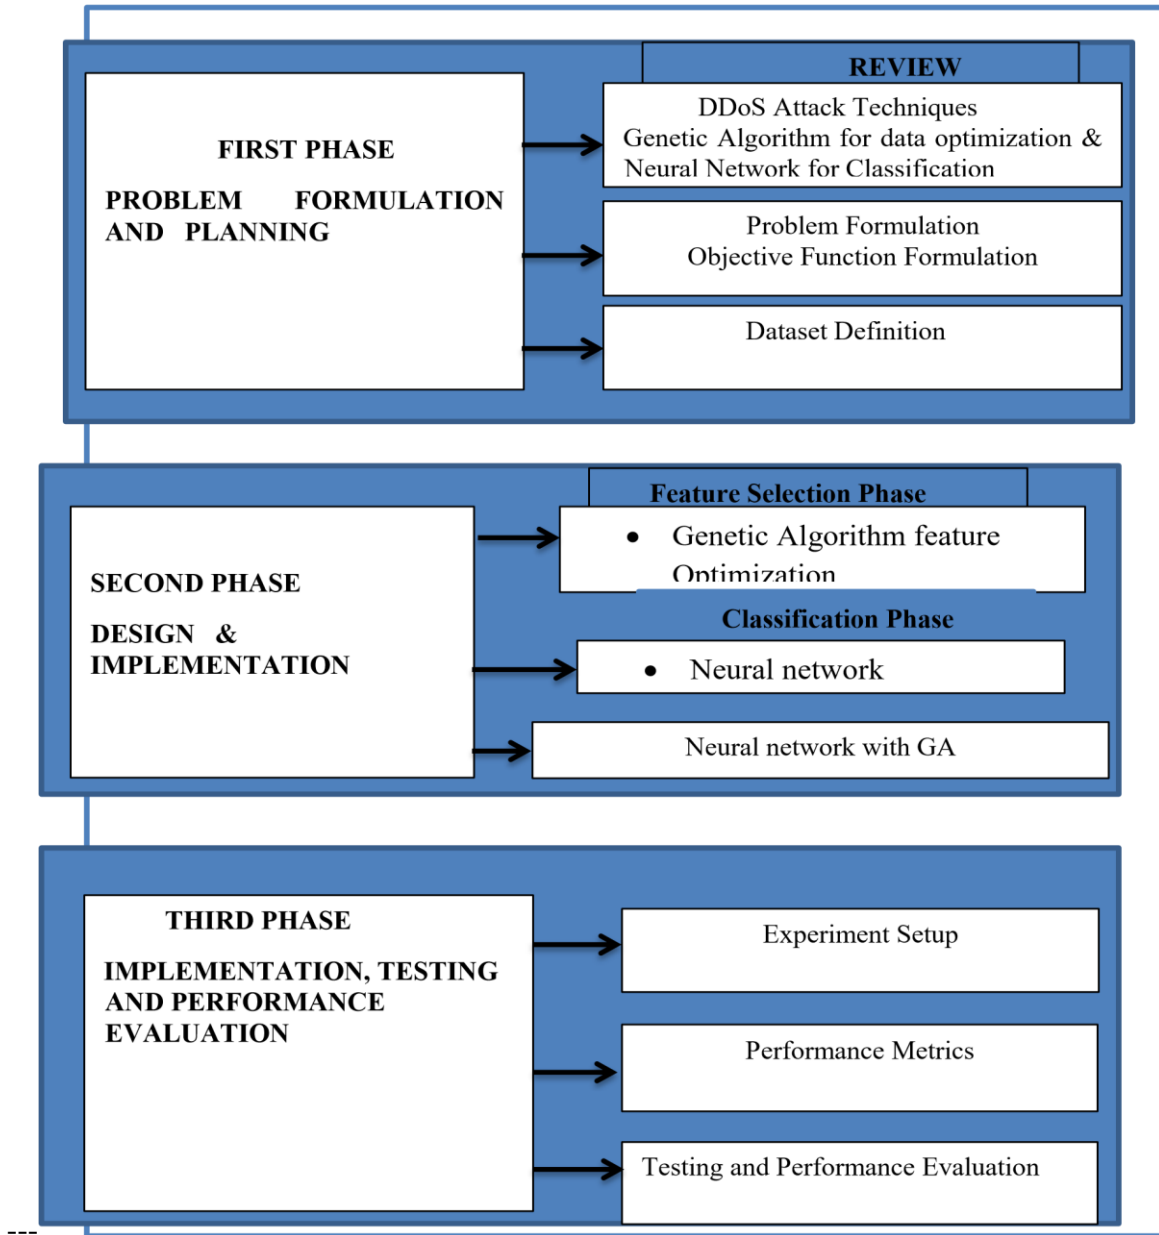 REVIEW
FIRST PHASE
PROBLEM FORMULATION
AND PLANNING
DDoS Attack Techniques
Genetic Algorithm for data optimization &
Neural Network for Classification
Problem Formulation
Objective Function Formulation
Dataset Definition
SECOND PHASE
DESIGN &
IMPLEMENTATION
Feature Selection Phase
• Genetic Algorithm feature
Optimization
Classification Phase
• Neural network
Neural network with GA
THIRD PHASE
IMPLEMENTATION, TESTING
AND PERFORMANCE
EVALUATION
Experiment Setup
Performance Metrics
Testing and Performance Evaluation
---